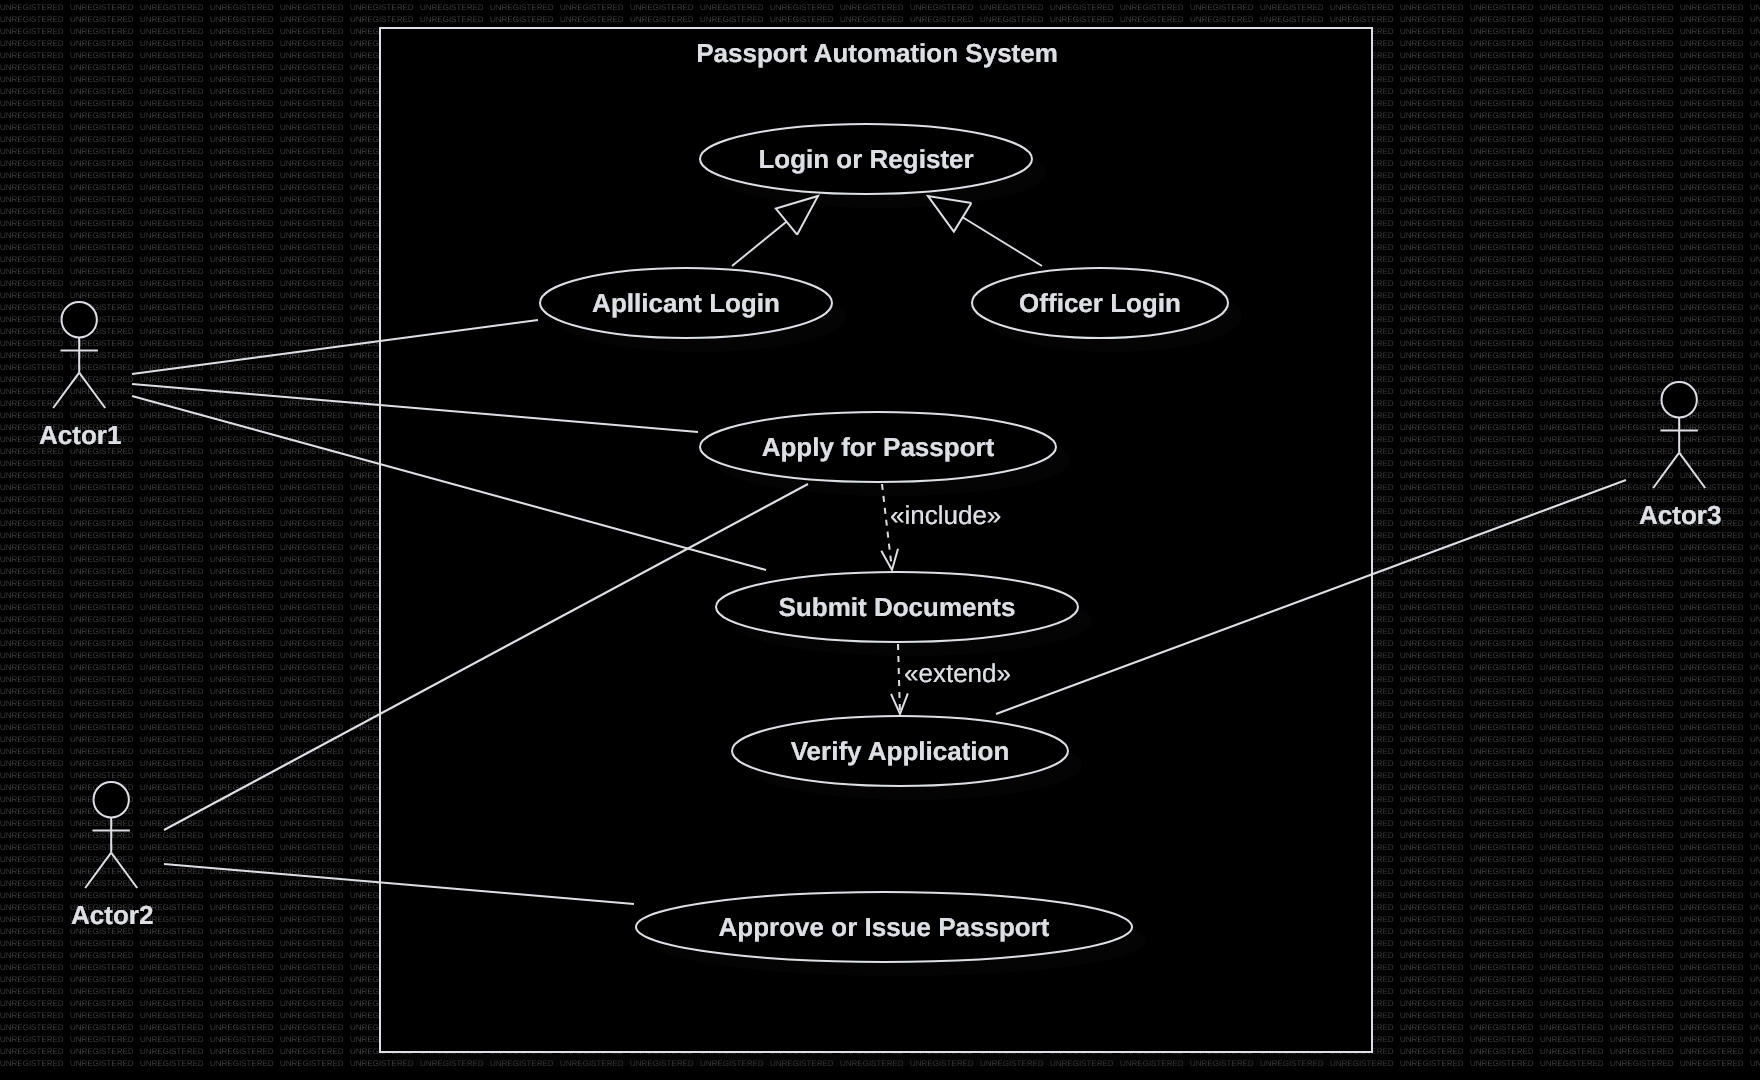 Passport Automation System
Login or Register
Apllicant Login
Officer Login
Actor1
Apply for Passport
Actor3
«include»
Submit Documents
«extend»
Verify Application
Actor2
Approve or Issue Passport
UNREGISTERED